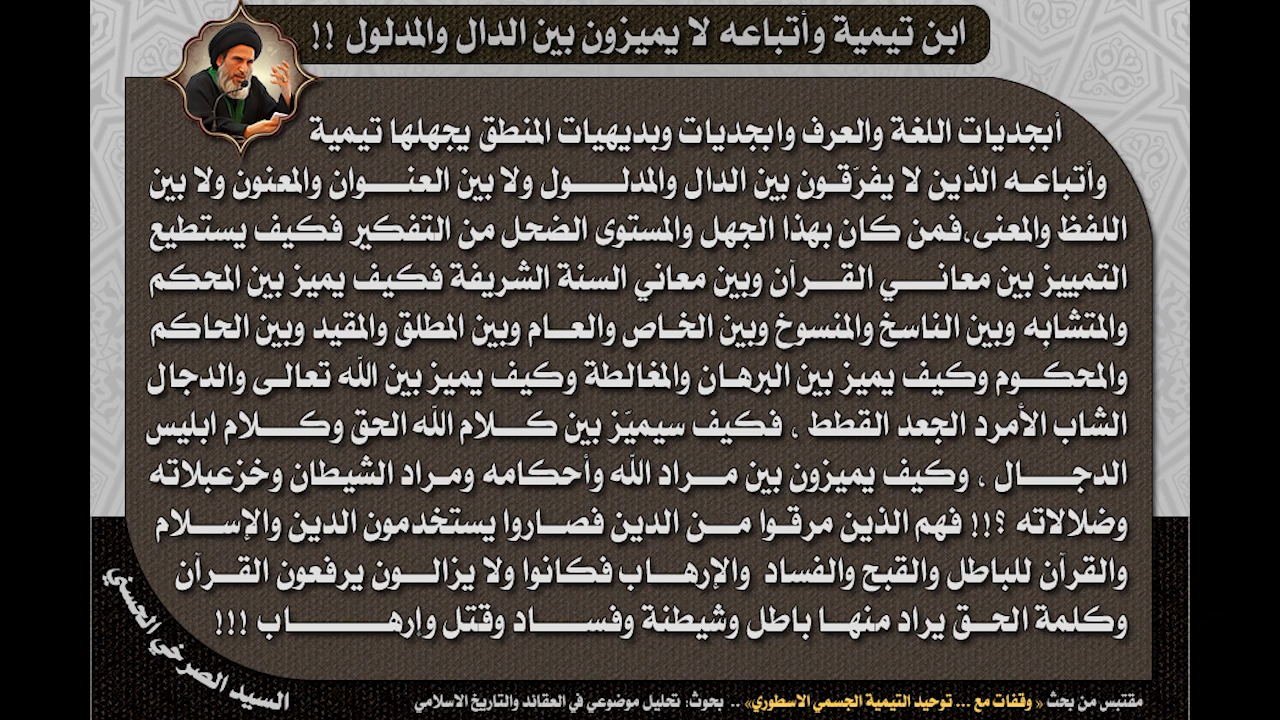 ابن تيمية وأتباعه لا يميزون بين الدال والمدلول !!
أبجديات اللغة والعرف وابجديات وبديهيات المنطق يجهلها تيمية
وأتباعه الذين لا يفرّقون بين الدال والمدلول ولا بين العنوان والمعنون ولا بين
اللفظ والمعنى،فمن كان بهذا الجهل والمستوى الضحل من التفكير فكيف يستطيع
التمييز بين معاني القرآن وبين معاني السنة الشريفة فكيف يميز بين المحكم
والمتشابه وبين الناسخ والمنسوخ وبين الخاص والعام وبين المطلق والمقيد وبين الحاكم
والمحكوم وكيف يميز بين البرهان والمغالطة وكيف يميز بين الله تعالى والدجال
الشاب الأمرد الجعد القطط ، فكيف سيميّز بين كلام الله الحق وكلام ابليس
الدجال ، وكيف يميزون بين مراد الله وأحكامه ومراد الشيطان وخزعبلاته
وضلالاته ؟!! فهم الذين مرقوا من الدين فصاروا يستخدمون الدين والإسلام
والقرآن للباطل والقبح والفساد والإرهاب فكانوا ولا يزالون يرفعون القرآن
وكلمة الحق يراد منها باطل وشيطنة وفساد وقتل وإرهاب !!!
السيد الصرخي الحسني
مقتبس من بحث « وقفات مع ... توحيد التيمية الجسمي الاسطوري» .. بحوث: تحليل موضوعي في العقائد والتاريخ الاسلامي